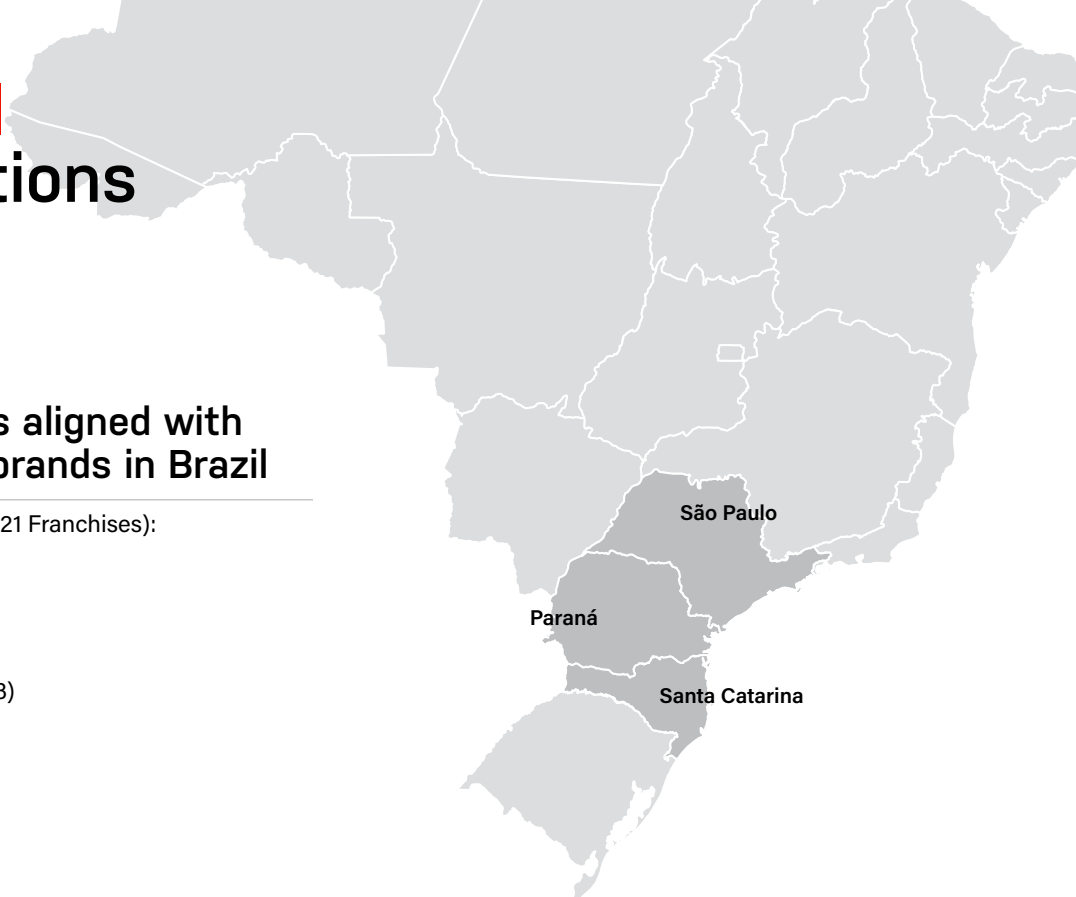 tions
s aligned with
brands in Brazil
21 Franchises):
3)
São Paulo
Paraná
Santa Catarina